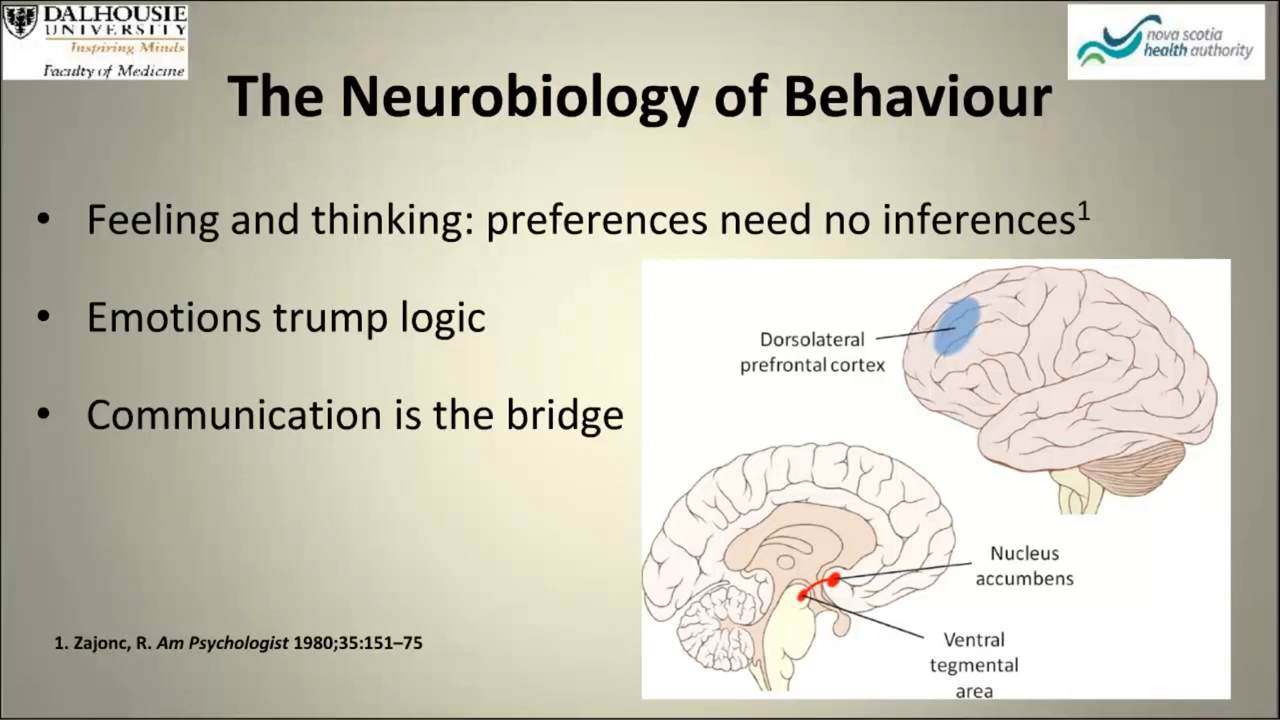 DALHOUSIE
UNIVERSITY
Inspiring Minds
Faculty of Medicine
nova scotia
health authority
The Neurobiology of Behaviour
• Feeling and thinking: preferences need no inferences¹
• Emotions trump logic
• Communication is the bridge
Dorsolateral
prefrontal cortex
Nucleus
accumbens
Ventral
tegmental
area
1. Zajonc, R. Am Psychologist 1980;35:151–75